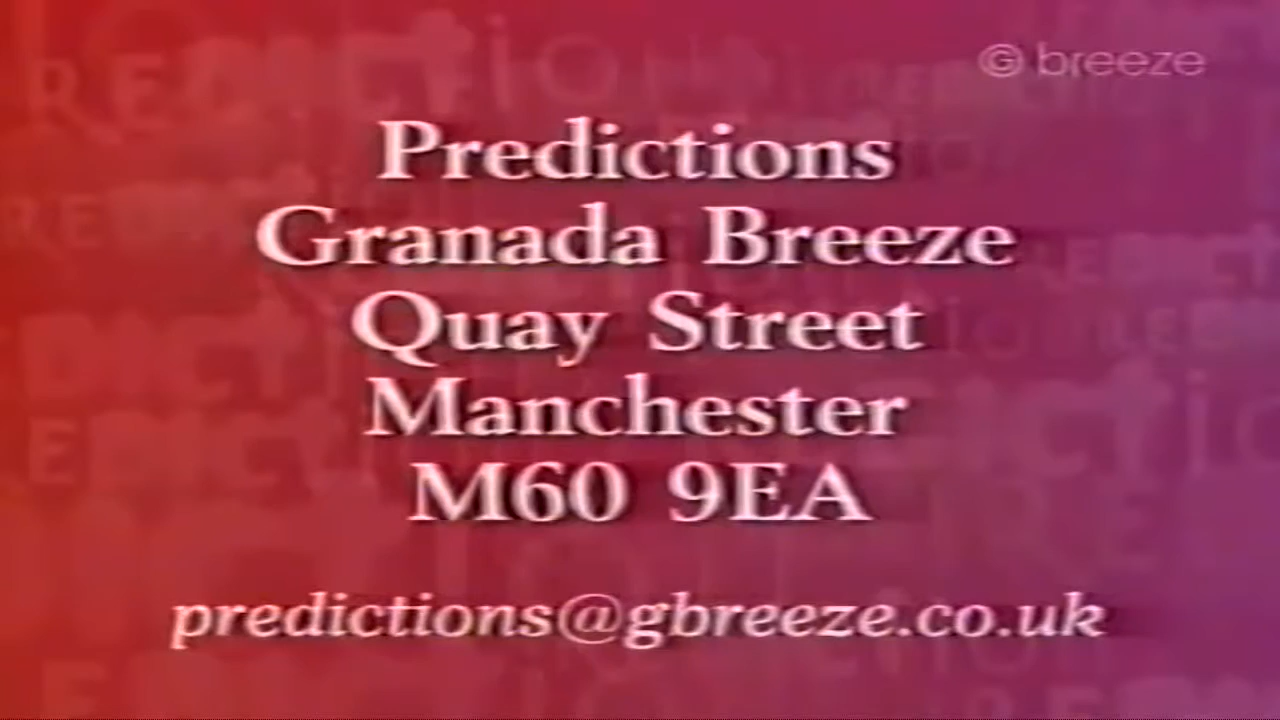 G breeze
Predictions
Granada Breeze
Quay Street
Manchester
M60 9EA
predictions@gbreeze.co.uk